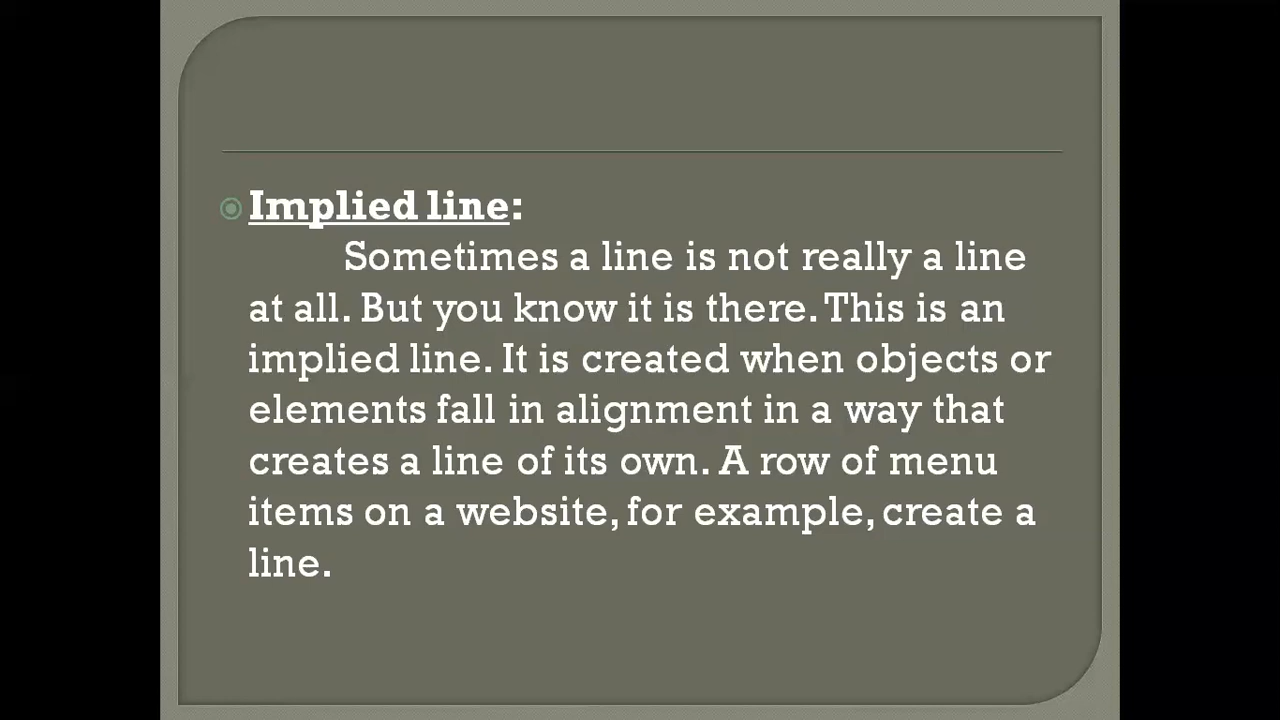 Implied line:
Sometimes a line is not really a line
at all. But you know it is there. This is an
implied line. It is created when objects or
elements fall in alignment in a way that
creates a line of its own. A row of menu
items on a website, for example, create a
line.